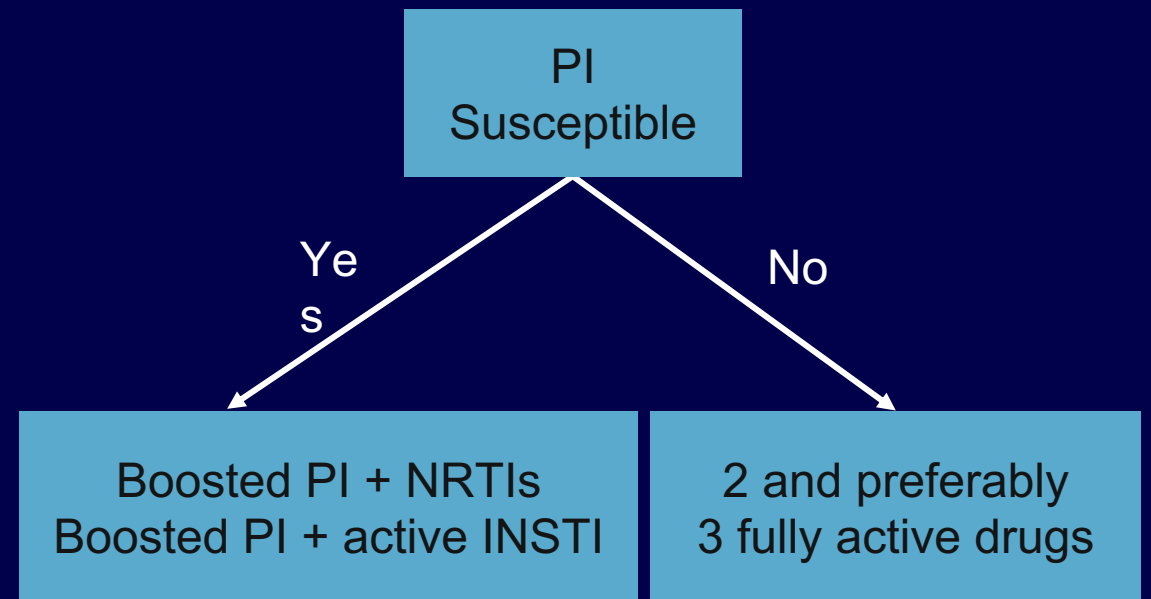 PI
Susceptible
Ye
s
No
Boosted PI + NRTIs
Boosted PI + active INSTI
2 and preferably
3 fully active drugs